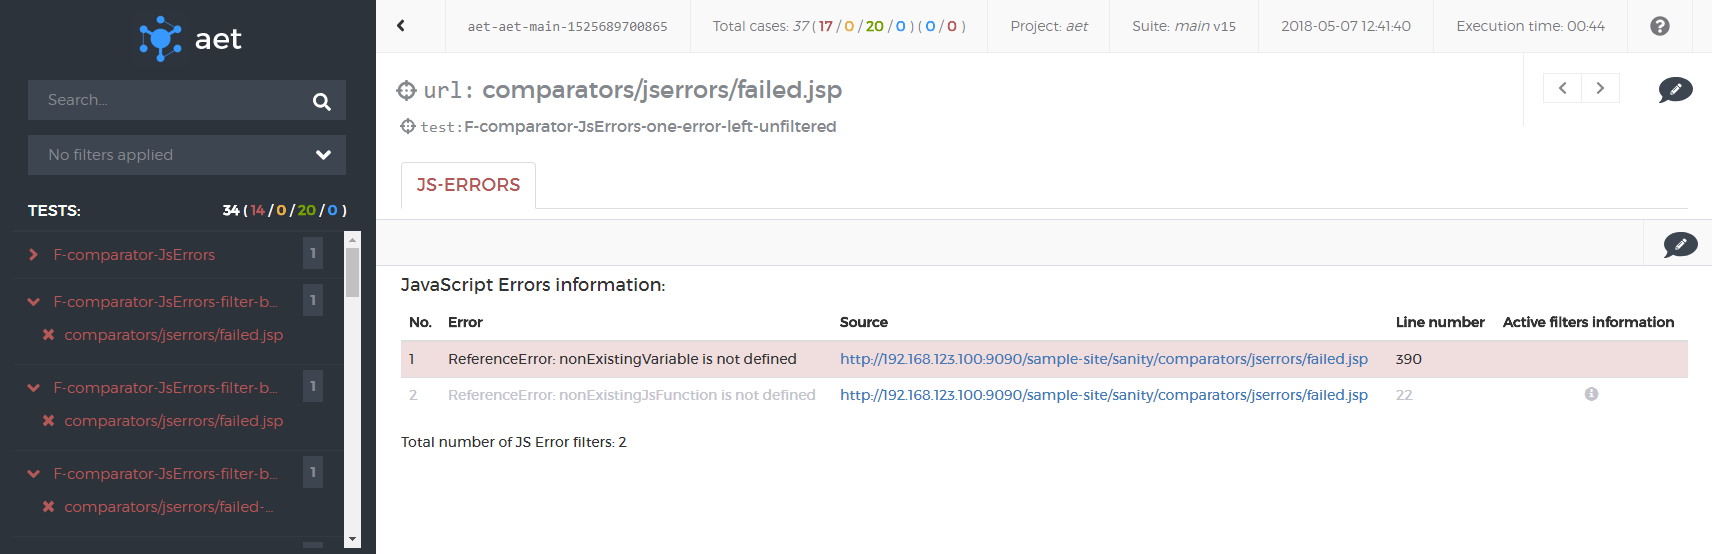 aet
Search...
No filters applied
TESTS: 34 ( 14 / 0 / 20 / 0 )
F-comparator-JsErrors 1
F-comparator-JsErrors-filter-b... 1
comparators/jserrors/failed.jsp
F-comparator-JsErrors-filter-b... 1
comparators/jserrors/failed.jsp
F-comparator-JsErrors-filter-b... 1
comparators/jserrors/failed-...
aet-aet-main-1525689700865 Total cases: 37 ( 17 / 0 / 20 / 0 ) ( 0 / 0 ) Project: aet Suite: main v15 2018-05-07 12:41:40 Execution time: 00:44 ?
url: comparators/jserrors/failed.jsp
test:F-comparator-JsErrors-one-error-left-unfiltered
JS-ERRORS
JavaScript Errors information:
No. Error Source Line number Active filters information
1 ReferenceError: nonExistingVariable is not defined http://192.168.123.100:9090/sample-site/sanity/comparators/jserrors/failed.jsp 390
2 ReferenceError: nonExistingJsFunction is not defined http://192.168.123.100:9090/sample-site/sanity/comparators/jserrors/failed.jsp 22
Total number of JS Error filters: 2